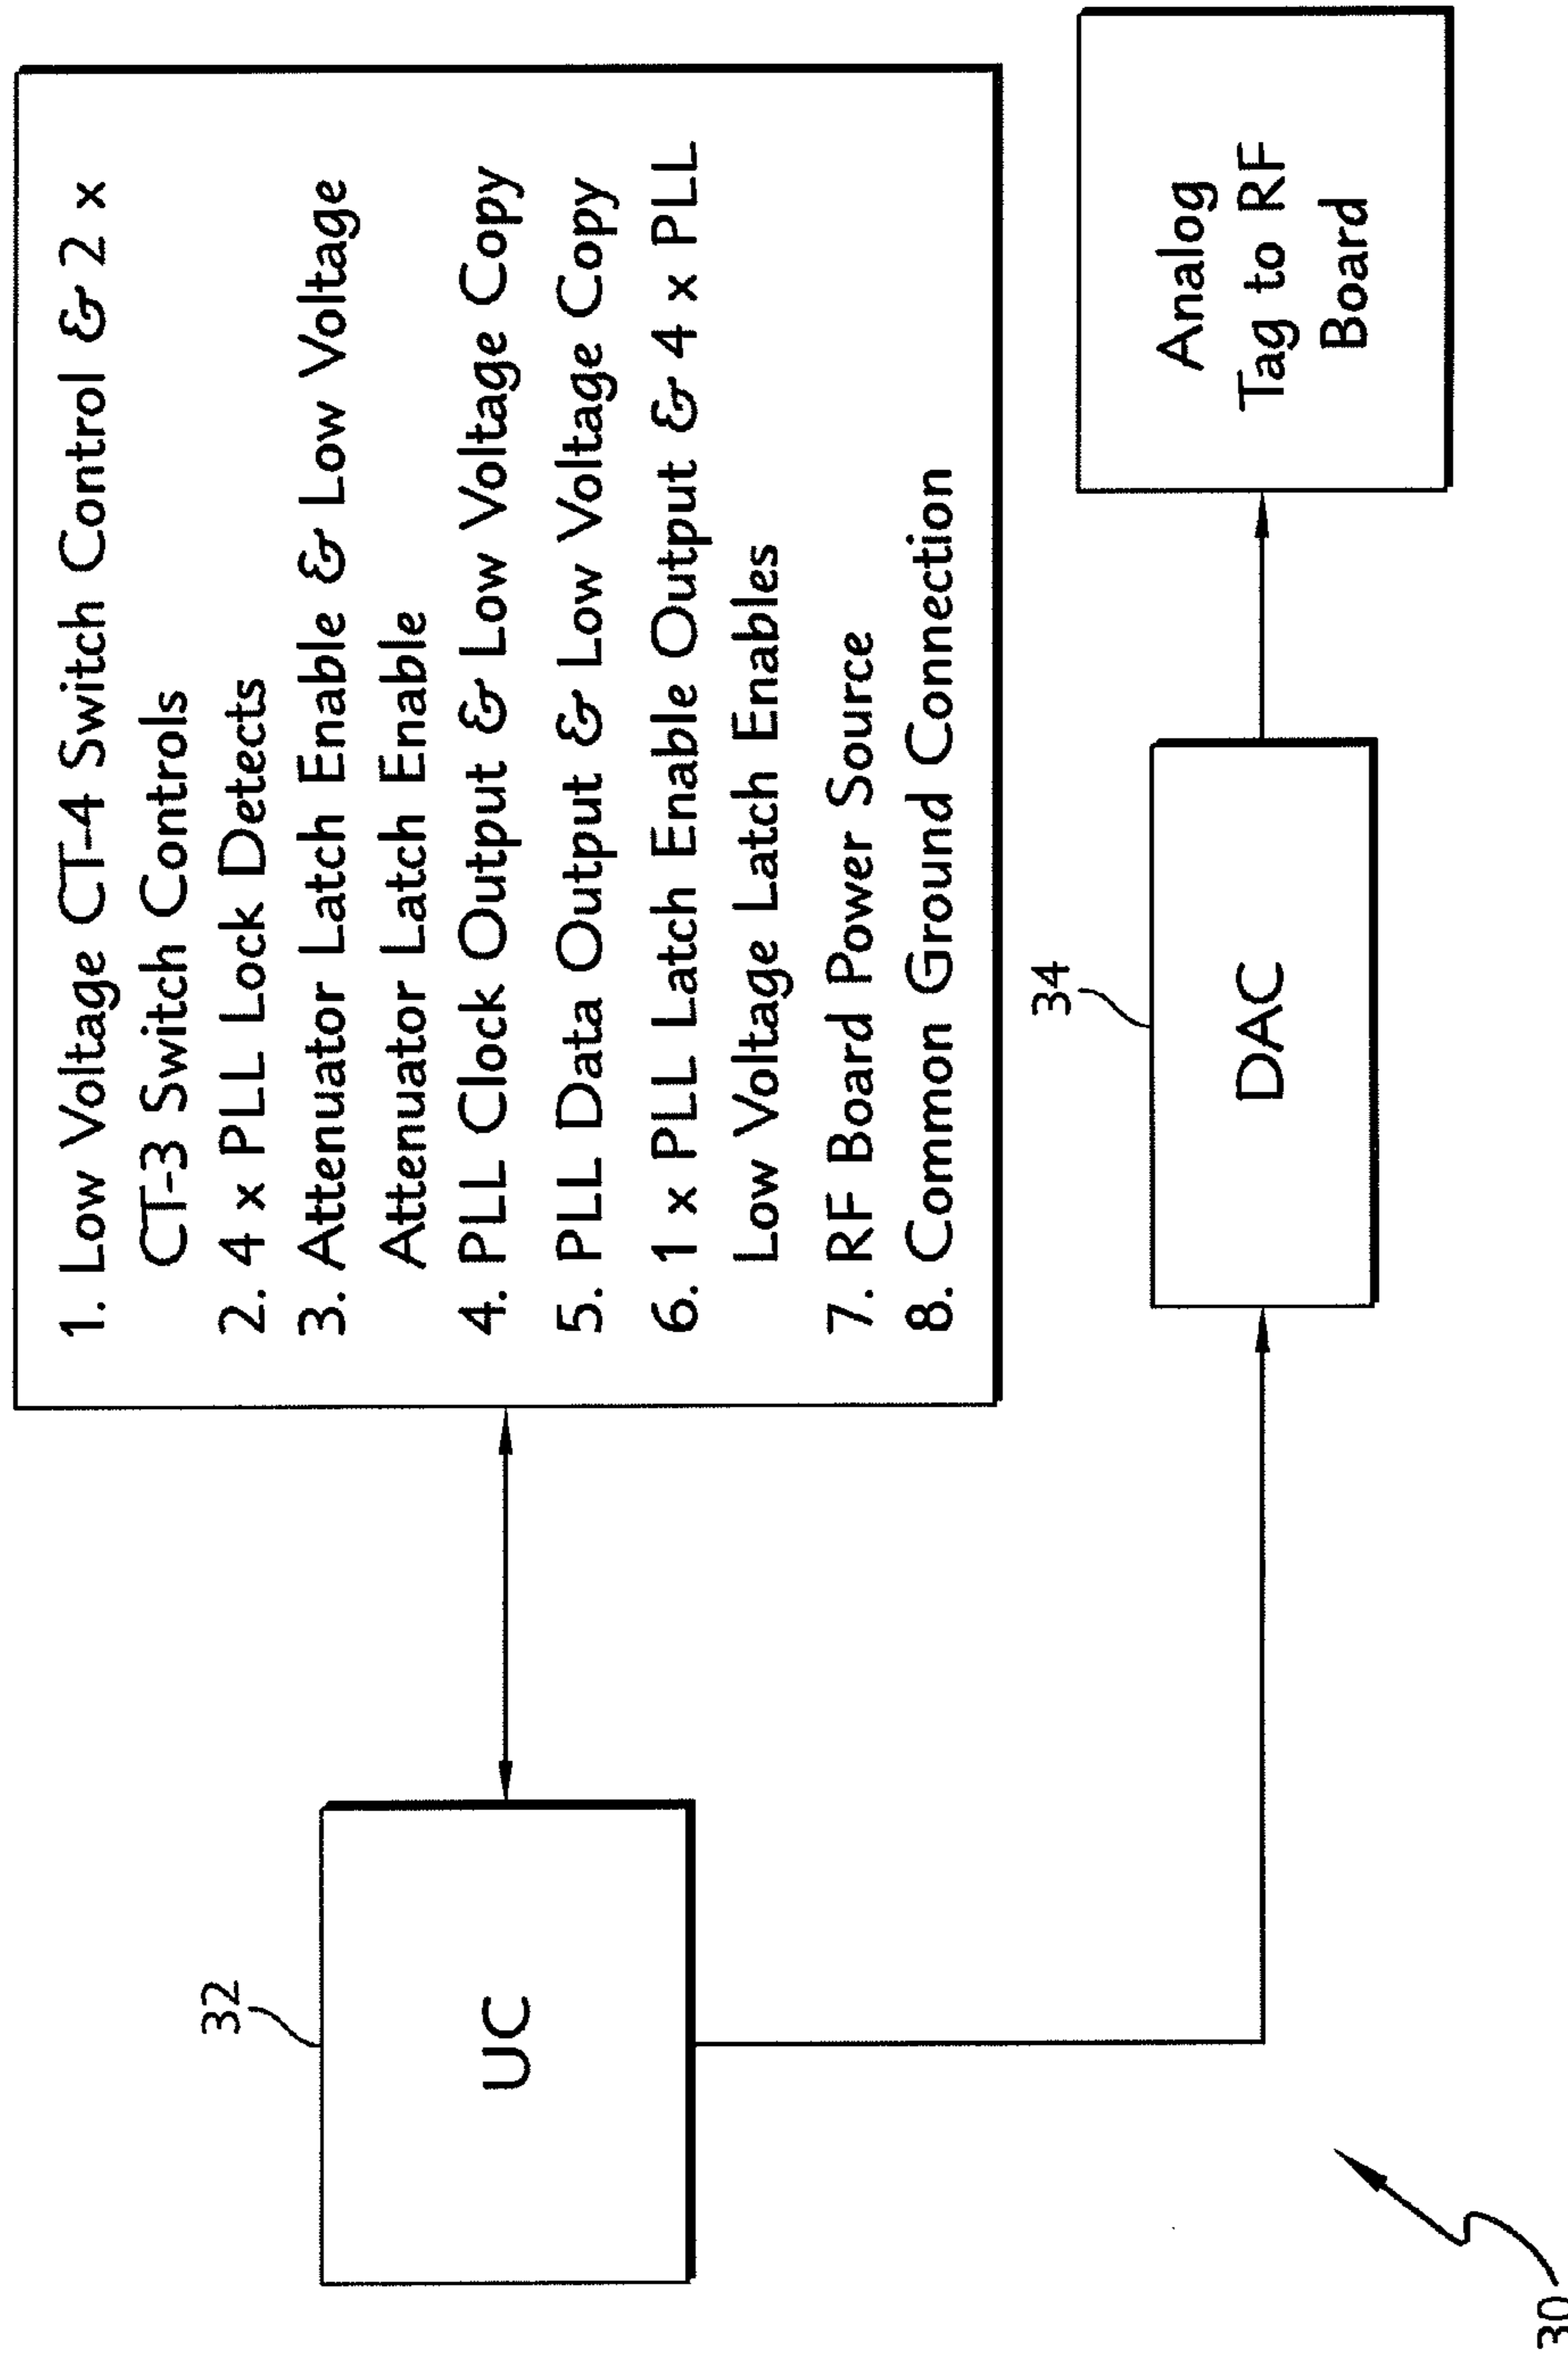 1. Low Voltage CT-4 Switch Control & 2 x
CT-3 Switch Controls
2. 4 x PLL Lock Detects
3. Attenuator Latch Enable & Low Voltage
Attenuator Latch Enable
4. PLL Clock Output & Low Voltage Copy
5. PLL Data Output & Low Voltage Copy
6. 1 x PLL Latch Enable Output & 4 x PLL
Low Voltage Latch Enables
7. RF Board Power Source
8. Common Ground Connection
32
UC
34
DAC
Analog
Tag to RF
Board
30